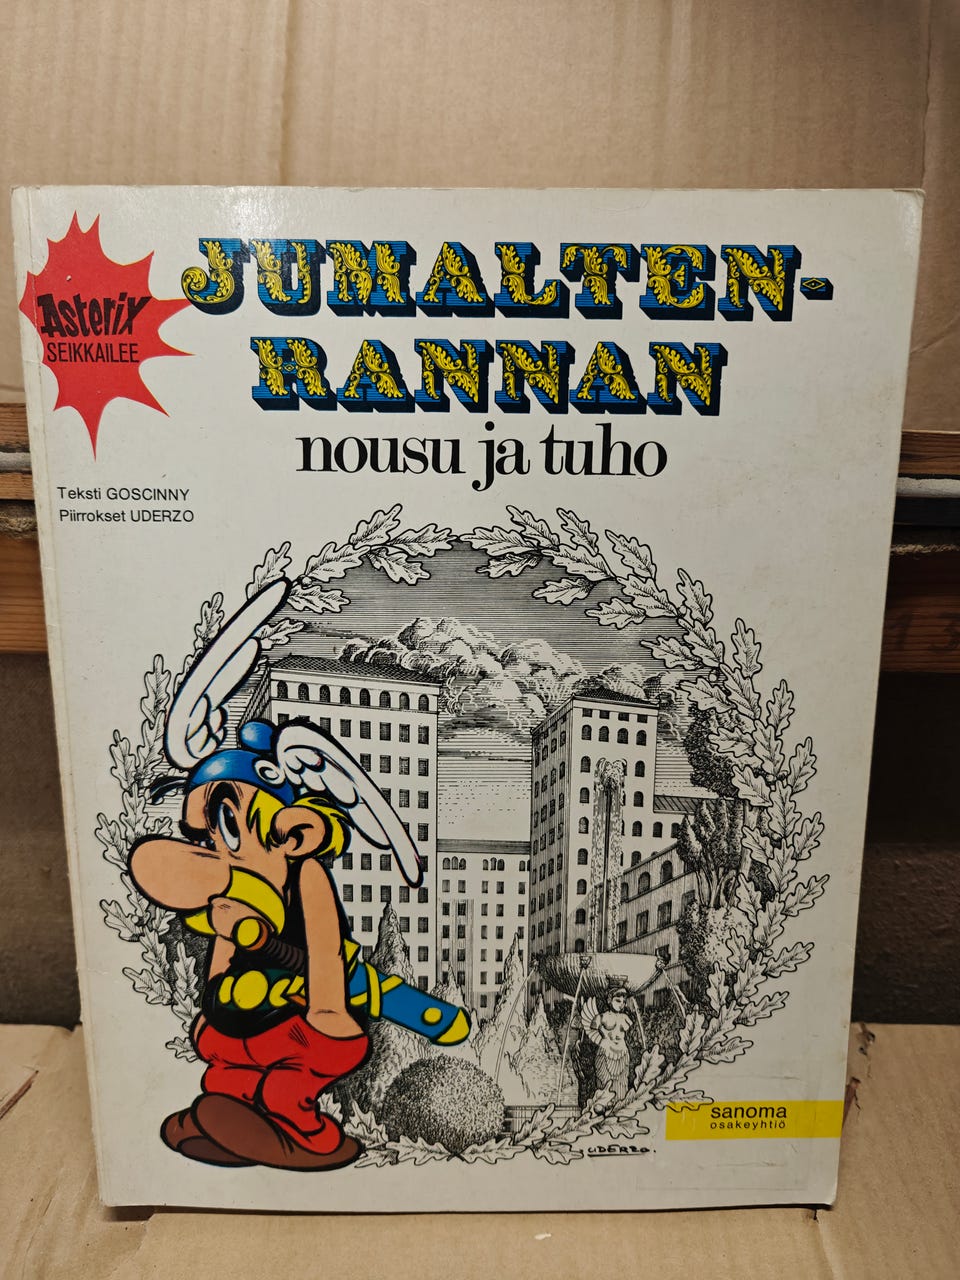 JUMALTEN-
RANNAN
nousu ja tuho
Asterix
SEIKKAILEE
Teksti GOSCINNY
Piirrokset UDERZO
sanoma
osakeyhtiö
UDERZO.